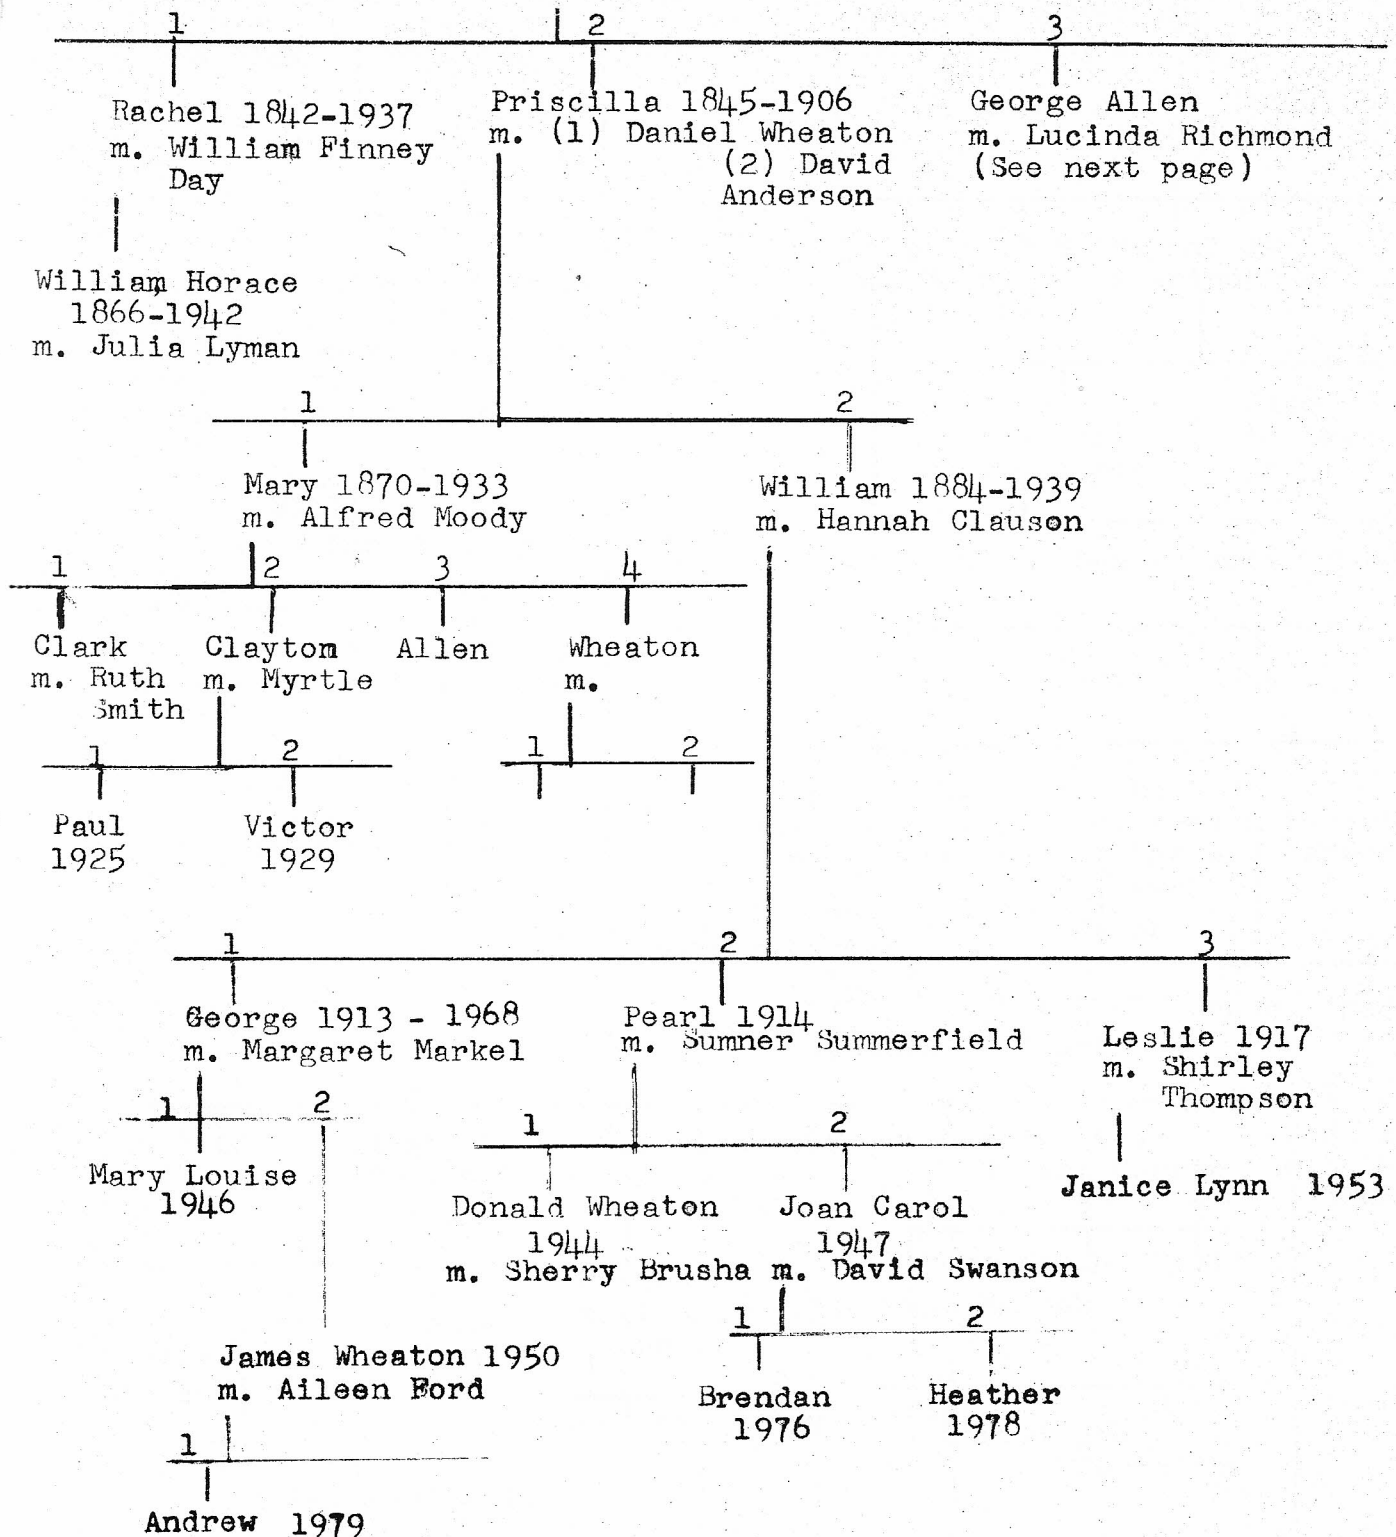 1 2 3
Rachel 1842-1937
m. William Finney
Day
Priscilla 1845-1906
m. (1) Daniel Wheaton
(2) David
Anderson
George Allen
m. Lucinda Richmond
(See next page)
William Horace
1866-1942
m. Julia Lyman
1 2
Mary 1870-1933
m. Alfred Moody
William 1884-1939
m. Hannah Clauson
1 2 3 4
Clark
m. Ruth
Smith
Clayton
m. Myrtle
Allen
Wheaton
m.
1 2
1 2
Paul
1925
Victor
1929
1 2 3
George 1913 - 1968
m. Margaret Markel
Pearl 1914
m. Sumner Summerfield
Leslie 1917
m. Shirley
Thompson
1 2
1 2
Mary Louise
1946
Donald Wheaton
1944
m. Sherry Brusha
Joan Carol
1947
m. David Swanson
Janice Lynn 1953
1 2
James Wheaton 1950
m. Aileen Ford
Brendan
1976
Heather
1978
1
Andrew 1979